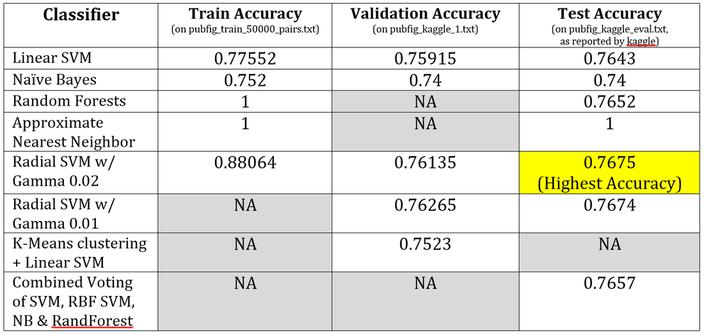 Classifier Train Accuracy Validation Accuracy Test Accuracy
(on pubfig_train_50000_pairs.txt) (on pubfig_kaggle_1.txt) (on pubfig_kaggle_eval.txt,
as reported by kaggle)
Linear SVM 0.77552 0.75915 0.7643
Naïve Bayes 0.752 0.74 0.74
Random Forests 1 NA 0.7652
Approximate
Nearest Neighbor 1 NA 1
Radial SVM w/
Gamma 0.02 0.88064 0.76135 0.7675
(Highest Accuracy)
Radial SVM w/
Gamma 0.01 NA 0.76265 0.7674
K-Means clustering
+ Linear SVM NA 0.7523 NA
Combined Voting
of SVM, RBF SVM,
NB & RandForest NA NA 0.7657